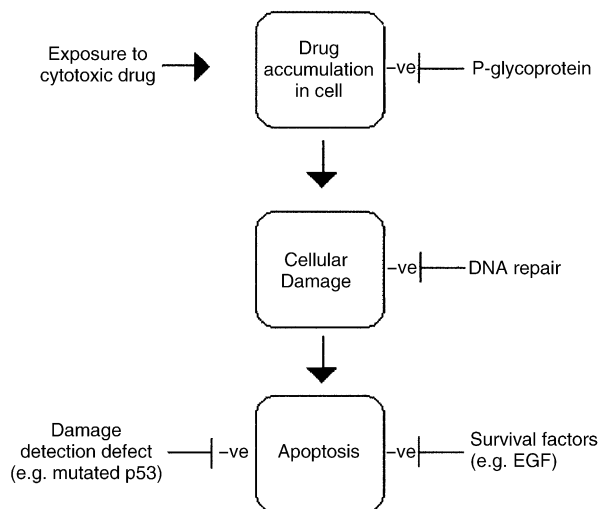 Exposure to
cytotoxic drug
Drug
accumulation
in cell
–ve
P-glycoprotein
Cellular
Damage
–ve
DNA repair
Damage
detection defect
(e.g. mutated p53)
–ve
Apoptosis
–ve
Survival factors
(e.g. EGF)